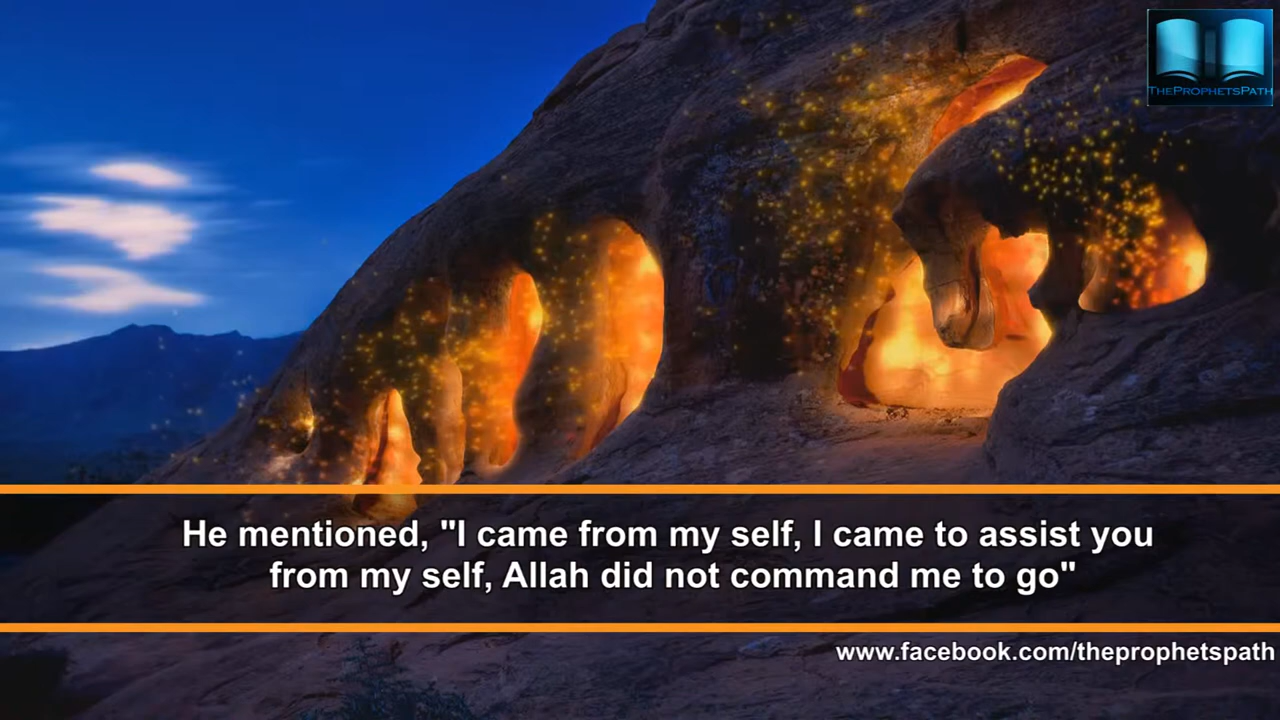 TheProphetsPath
He mentioned, "I came from my self, I came to assist you
from my self, Allah did not command me to go"
www.facebook.com/theprophetspath